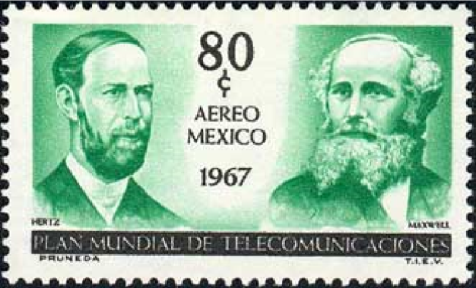 80
¢
AEREO
MEXICO
1967
HERTZ
MAXWELL
PLAN MUNDIAL DE TELECOMUNICACIONES
PRUNEDA
T.I.E.V.